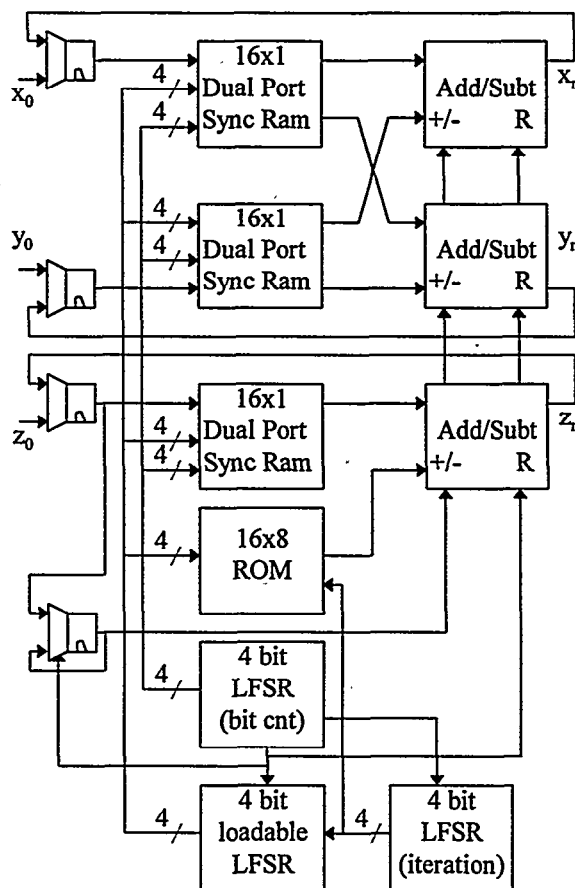 16x1
4
Dual Port
Add/Subt
x₀
xₙ
4
Sync Ram
+/- R
4
16x1
y₀
4
Dual Port
Add/Subt
yₙ
Sync Ram
+/- R
16x1
4
Dual Port
Add/Subt
z₀
zₙ
4
Sync Ram
+/- R
4
16x8
ROM
4 bit
4
LFSR
(bit cnt)
4 bit
4 bit
4
loadable
4
LFSR
LFSR
(iteration)